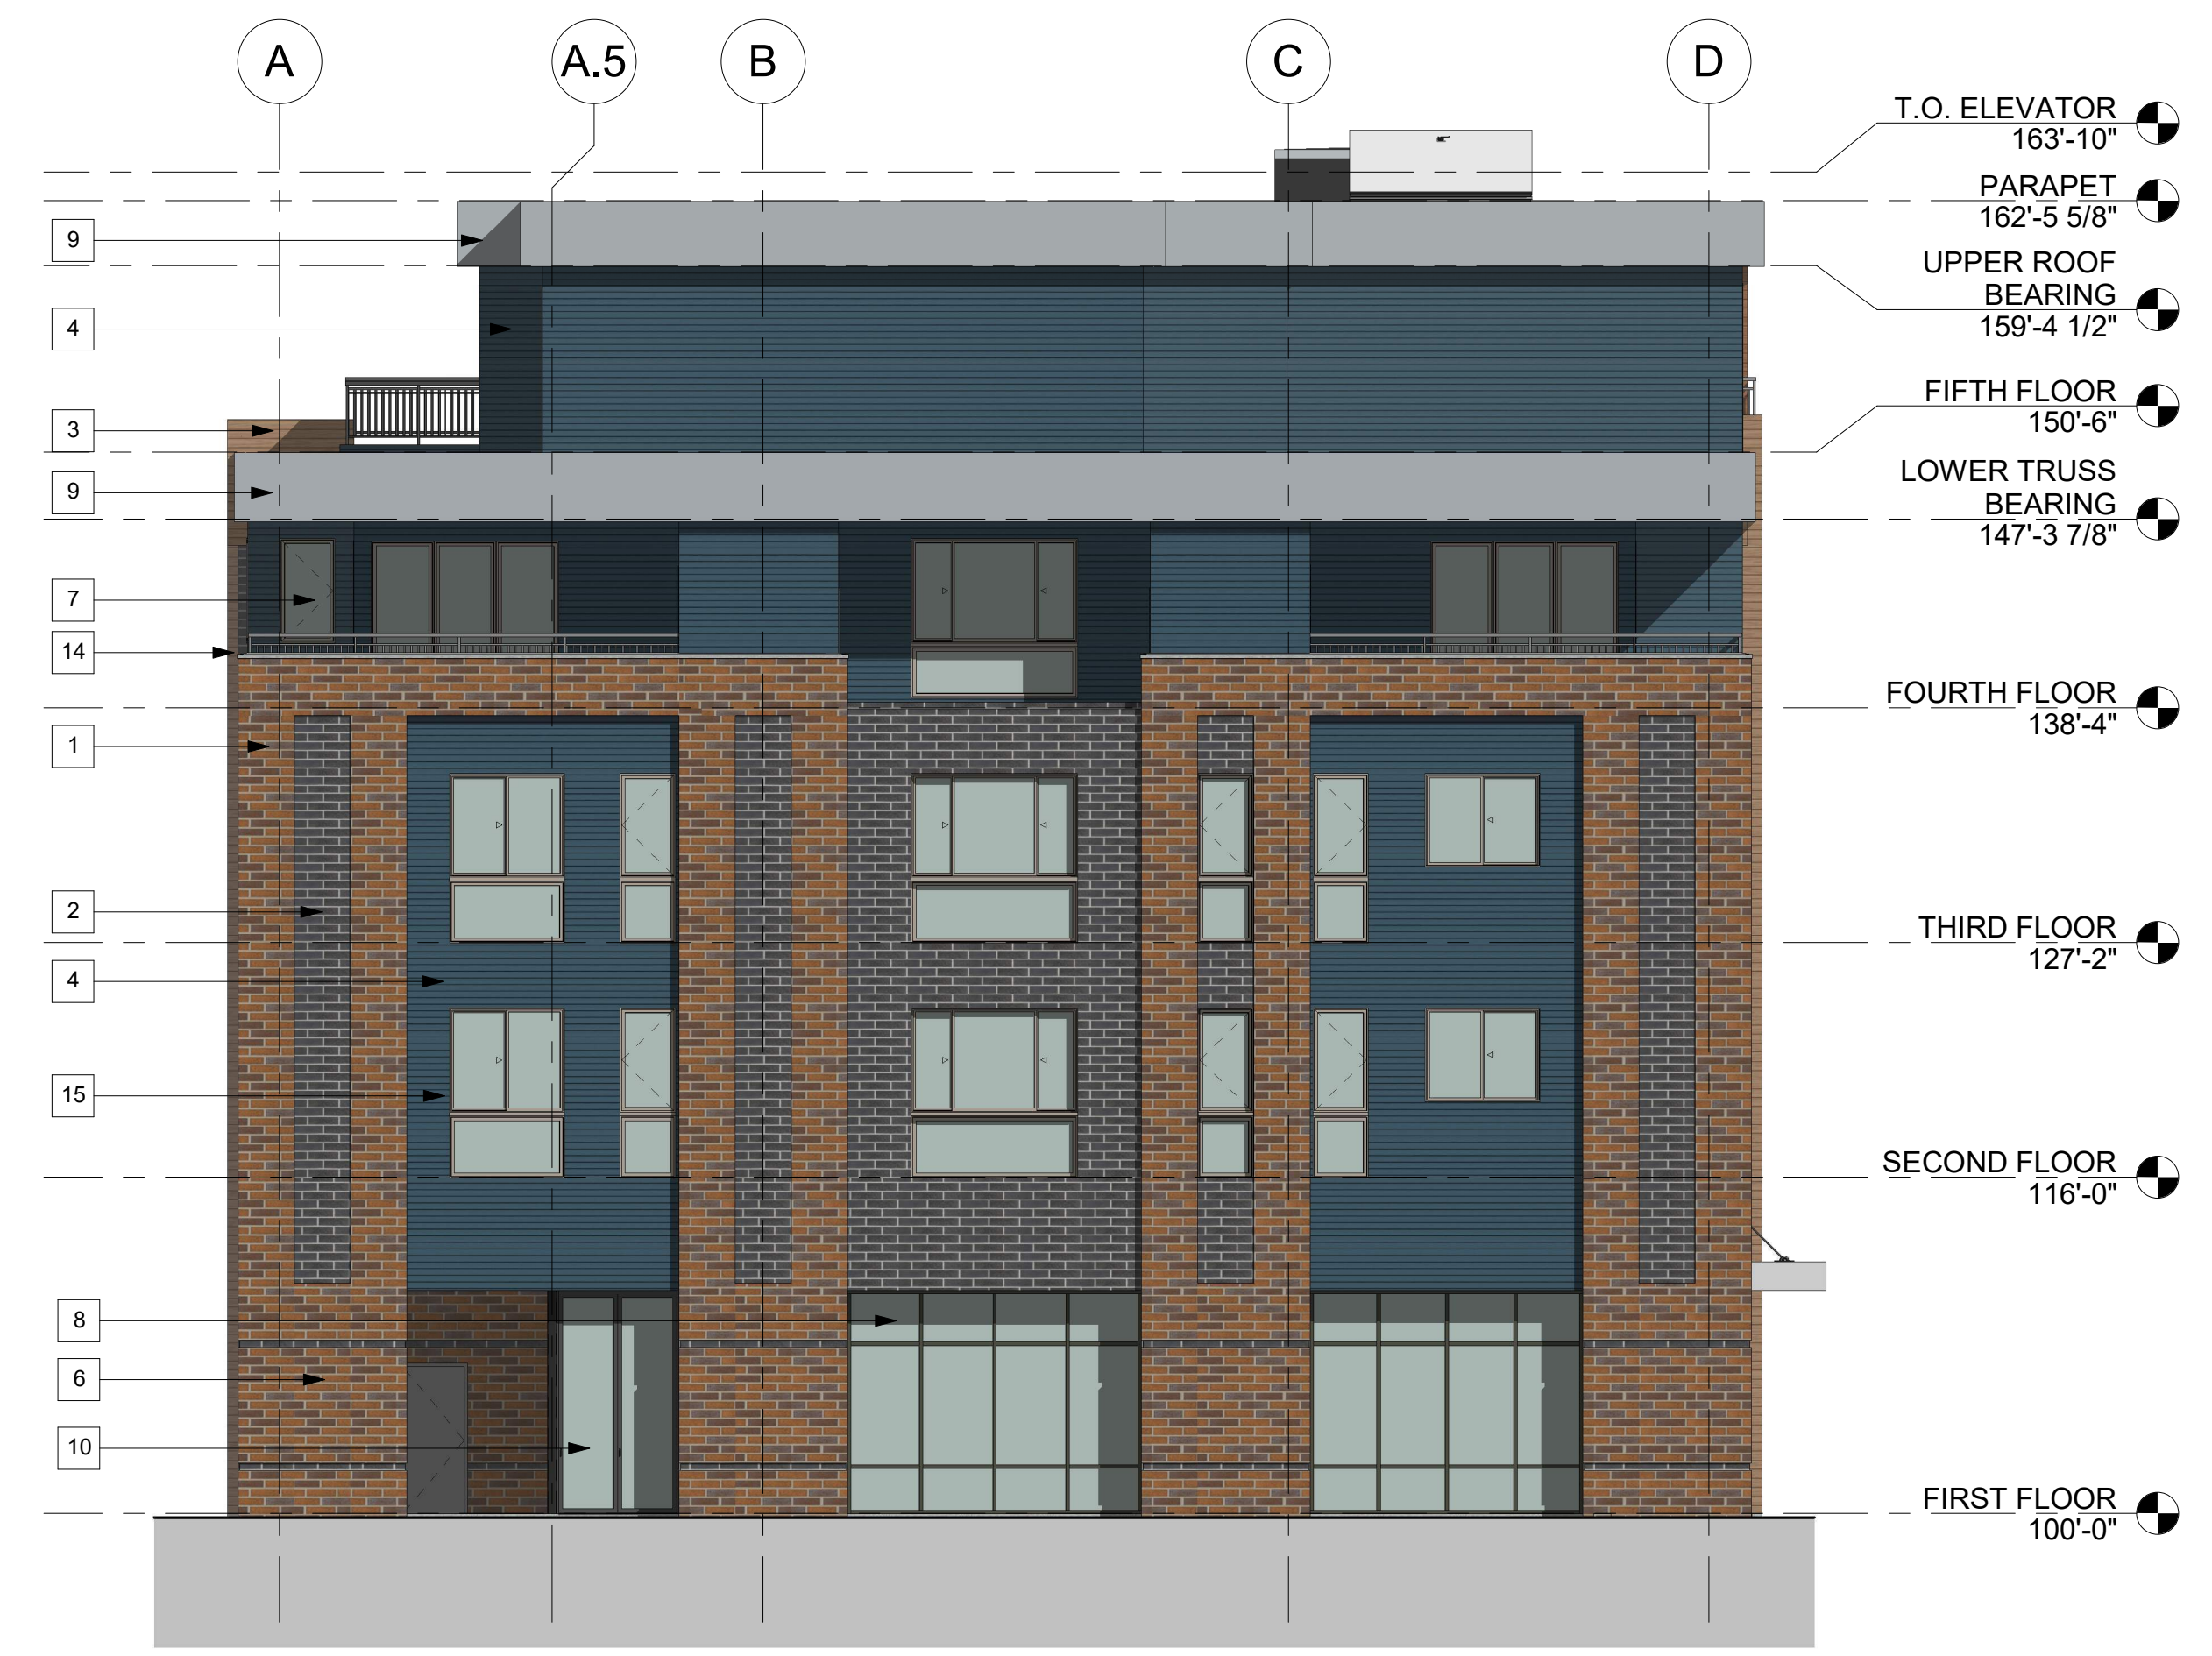 A
A.5
B
C
D
T.O. ELEVATOR
163'-10"
PARAPET
162'-5 5/8"
UPPER ROOF
BEARING
159'-4 1/2"
FIFTH FLOOR
150'-6"
LOWER TRUSS
BEARING
147'-3 7/8"
FOURTH FLOOR
138'-4"
THIRD FLOOR
127'-2"
SECOND FLOOR
116'-0"
FIRST FLOOR
100'-0"
9
4
3
9
7
14
1
2
4
15
8
6
10